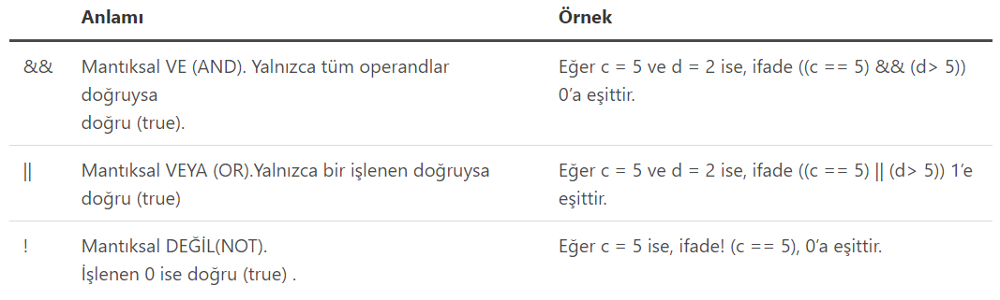 Anlamı Örnek
&& Mantıksal VE (AND). Yalnızca tüm operandlar
doğruysa
doğru (true).
Eğer c = 5 ve d = 2 ise, ifade ((c == 5) && (d> 5))
0’a eşittir.
|| Mantıksal VEYA (OR).Yalnızca bir işlenen doğruysa
doğru (true)
Eğer c = 5 ve d = 2 ise, ifade ((c == 5) || (d> 5)) 1’e
eşittir.
! Mantıksal DEĞİL(NOT).
İşlenen 0 ise doğru (true) .
Eğer c = 5 ise, ifade! (c == 5), 0’a eşittir.